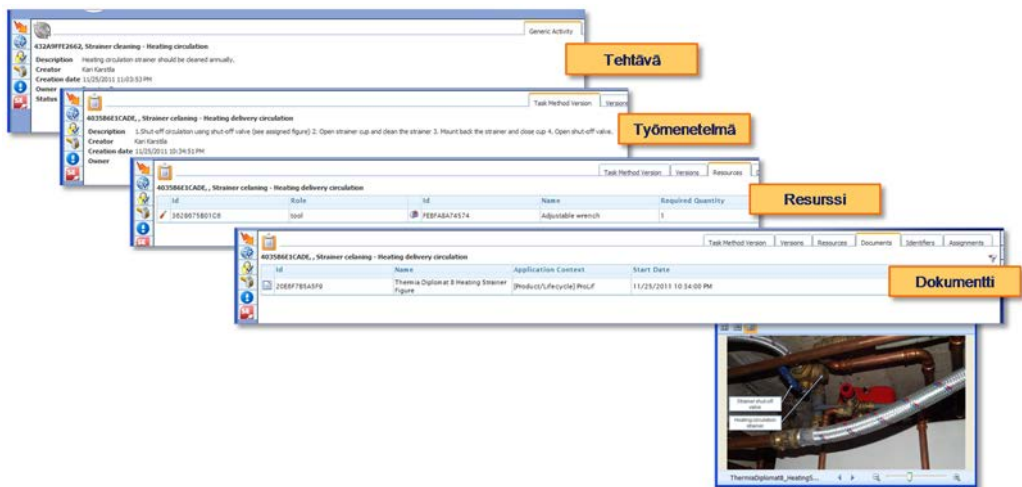 Generic Activity
432A9FFE2662, Strainer cleaning - Heating circulation
Tehtävä
Description Heating circulation strainer should be cleaned annually.
Creator Kari Karstila
Creation date 11/25/2011 11:03:53 PM
Owner
Status
Task Method Version Versions
403586E1CADE, , Strainer celaning - Heating delivery circulation
Työmenetelmä
Description 1.Shut-off circulation using shut-off valve (see assigned figure) 2. Open strainer cup and clean the strainer 3. Mount back the strainer and close cup 4. Open shut-off valve.
Creator Kari Karstila
Creation date 11/25/2011 10:34:51 PM
Owner
Task Method Version Versions Resources
403586E1CADE, , Strainer celaning - Heating delivery circulation
Resurssi
Id Role Id Name Required Quantity
3620675B01C8 tool FEBFABA74574 Adjustable wrench 1
Task Method Version Versions Resources Documents Identifiers Assignments
403586E1CADE, , Strainer celaning - Heating delivery circulation
Dokumentti
Id Name Application Context Start Date
20E8F7B5A5F9 Thermia Diplomat 8 Heating Strainer Figure [Product/Lifecycle] ProLif 11/25/2011 10:34:00 PM
Strainer shut-off valve
Heating circulation strainer
ThermiaDiplomat8_HeatingS...